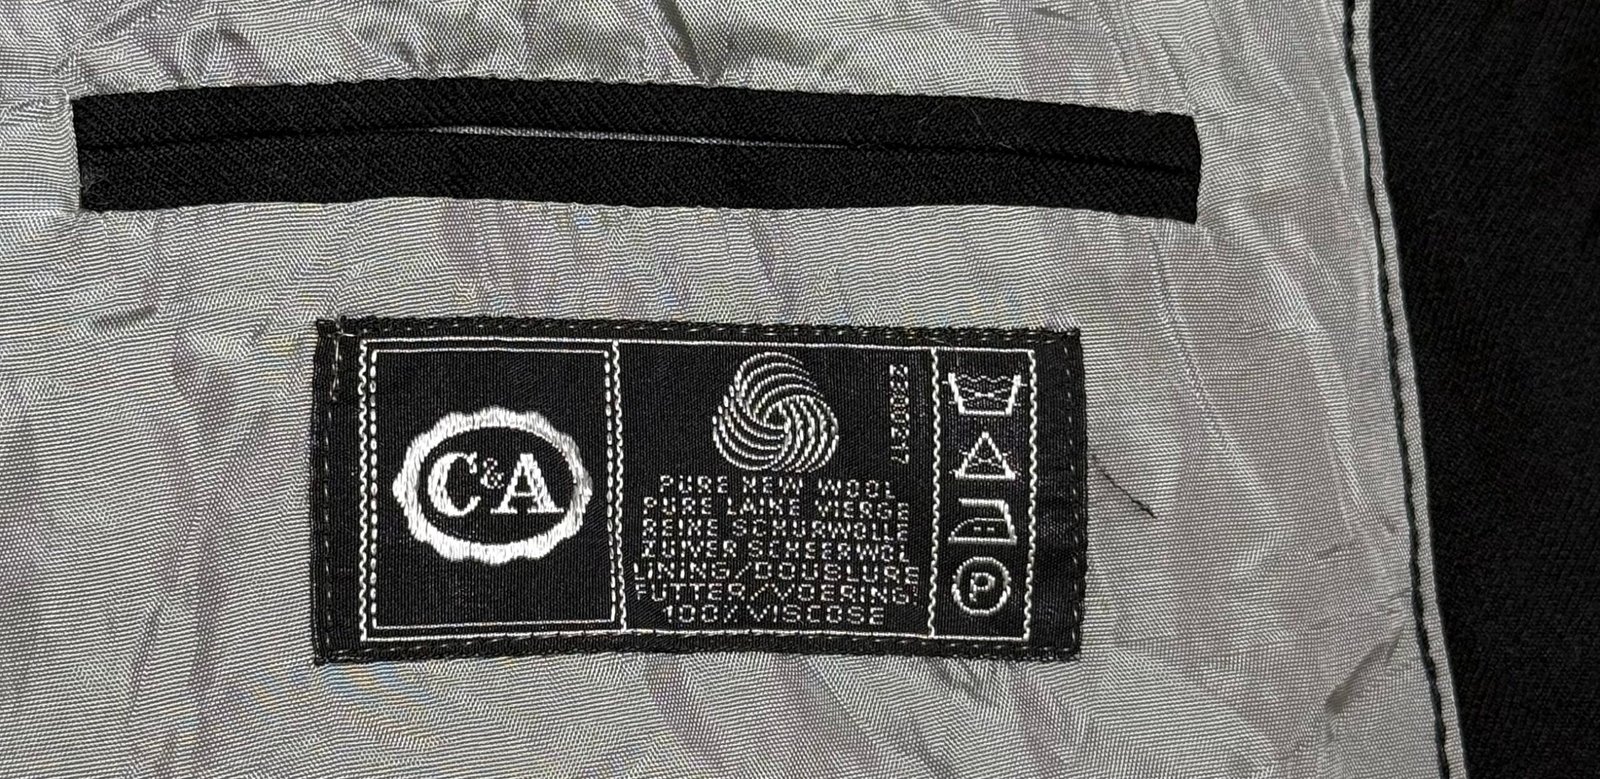 C&A
PURE NEW WOOL
PURE LAINE VIERGE
REINE SCHURWOLLE
ZUIVER SCHEERWOL
LINING/DOUBLURE
FUTTER/VOERING:
100% VISCOSE
P